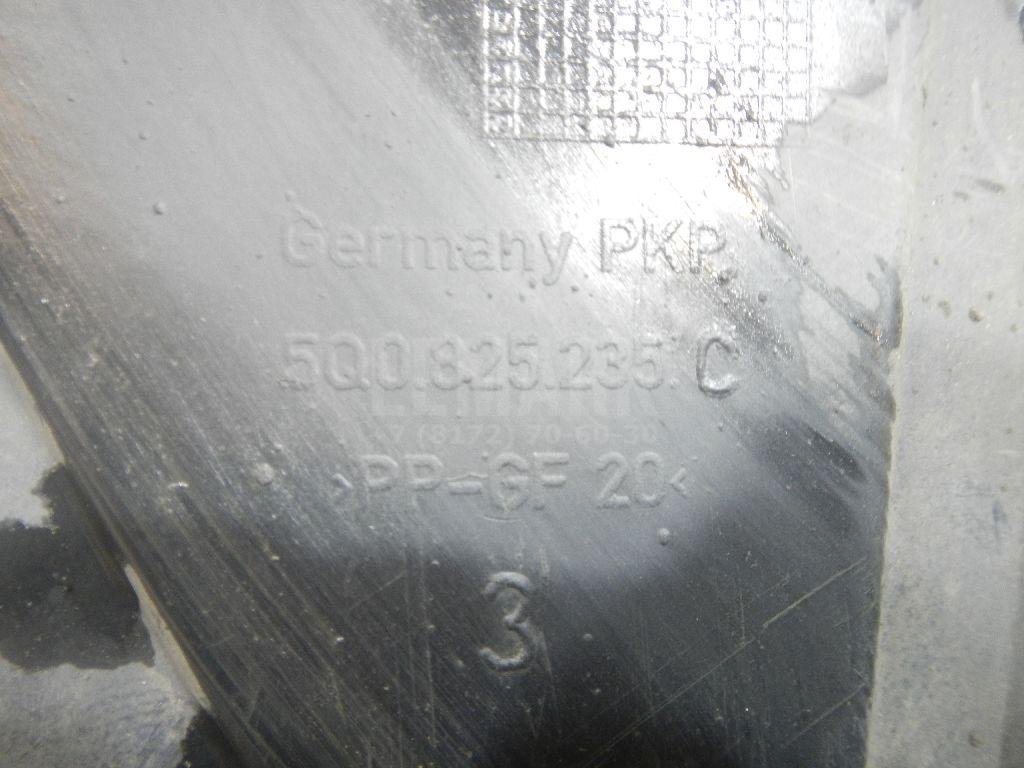 Germany PKP
5Q0.825.235. C
>PP-GF 20<
3